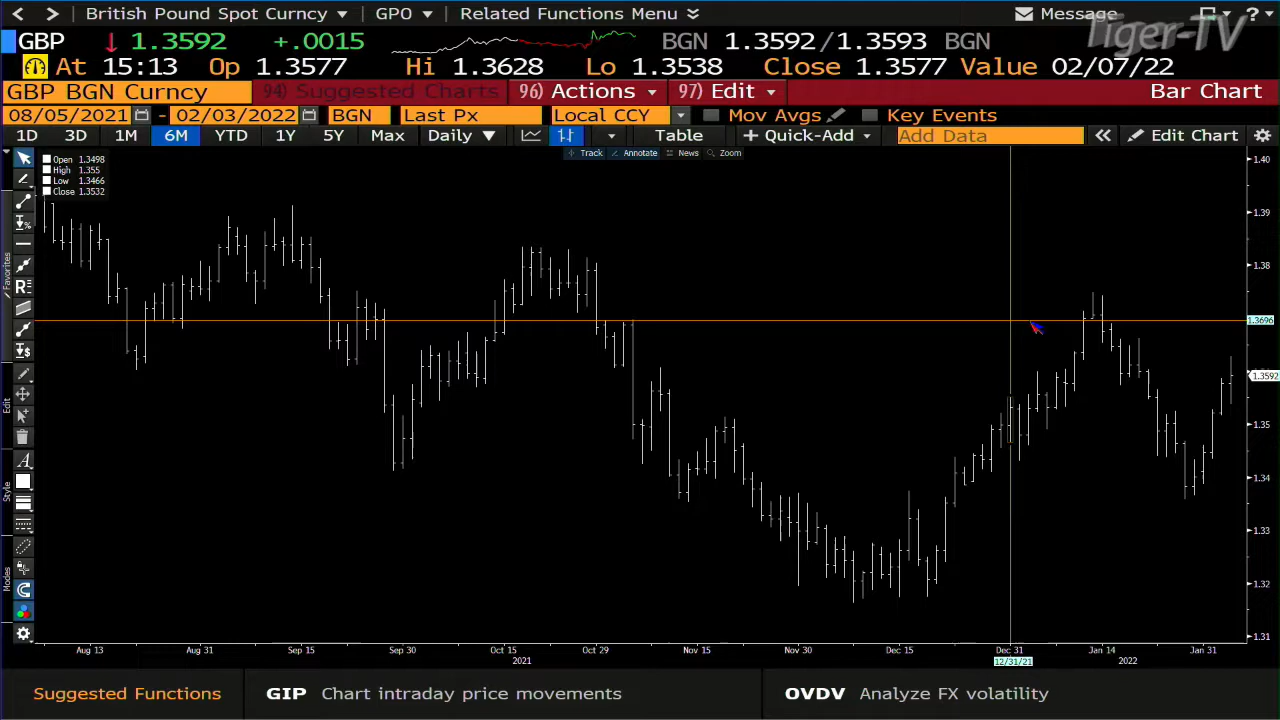 British Pound Spot Curncy GPO Related Functions Menu Message ?
Tiger-TV
GBP 1.3592 +.0015 BGN 1.3592/1.3593 BGN
At 15:13 Op 1.3577 Hi 1.3628 Lo 1.3538 Close 1.3577 Value 02/07/22
GBP BGN Curncy 94) Suggested Charts 96) Actions 97) Edit Bar Chart
08/05/2021 - 02/03/2022 BGN Last Px Local CCY Mov Avgs Key Events
1D 3D 1M 6M YTD 1Y 5Y Max Daily Table + Quick-Add Add Data Edit Chart
Track Annotate News Zoom
Open 1.3498
High 1.355
Low 1.3466
Close 1.3532
1.40
1.39
1.38
1.3696
1.3592
1.35
1.34
1.33
1.32
1.31
Favorites
Edit
Style
Modes
Aug 13 Aug 31 Sep 15 Sep 30 Oct 15 Oct 29 Nov 15 Nov 30 Dec 15 Dec 31 Jan 14 Jan 31
2021 12/31/21 2022
Suggested Functions GIP Chart intraday price movements OVDV Analyze FX volatility